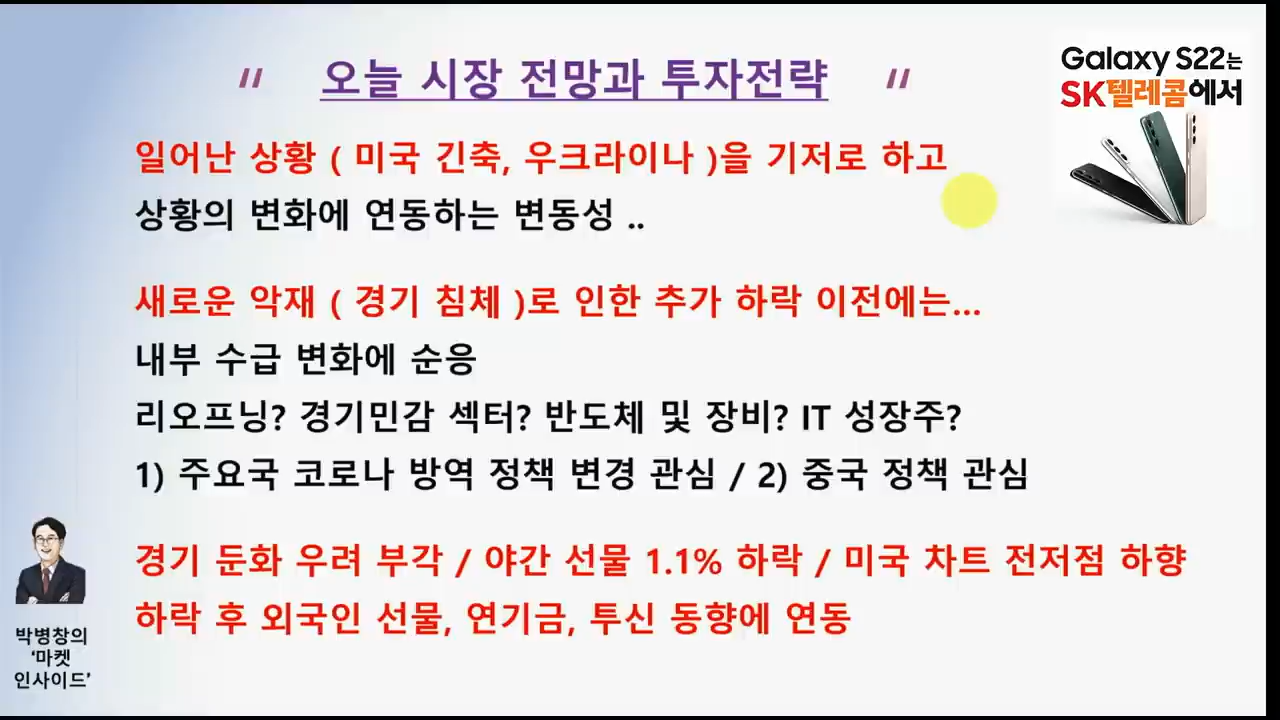 " 오늘 시장 전망과 투자전략 "
Galaxy S22는
SK텔레콤에서
일어난 상황 ( 미국 긴축, 우크라이나 )을 기저로 하고
상황의 변화에 연동하는 변동성 ..
새로운 악재 ( 경기 침체 )로 인한 추가 하락 이전에는...
내부 수급 변화에 순응
리오프닝? 경기민감 섹터? 반도체 및 장비? IT 성장주?
1) 주요국 코로나 방역 정책 변경 관심 / 2) 중국 정책 관심
경기 둔화 우려 부각 / 야간 선물 1.1% 하락 / 미국 차트 전저점 하향
하락 후 외국인 선물, 연기금, 투신 동향에 연동
박병창의
‘마켓
인사이드’